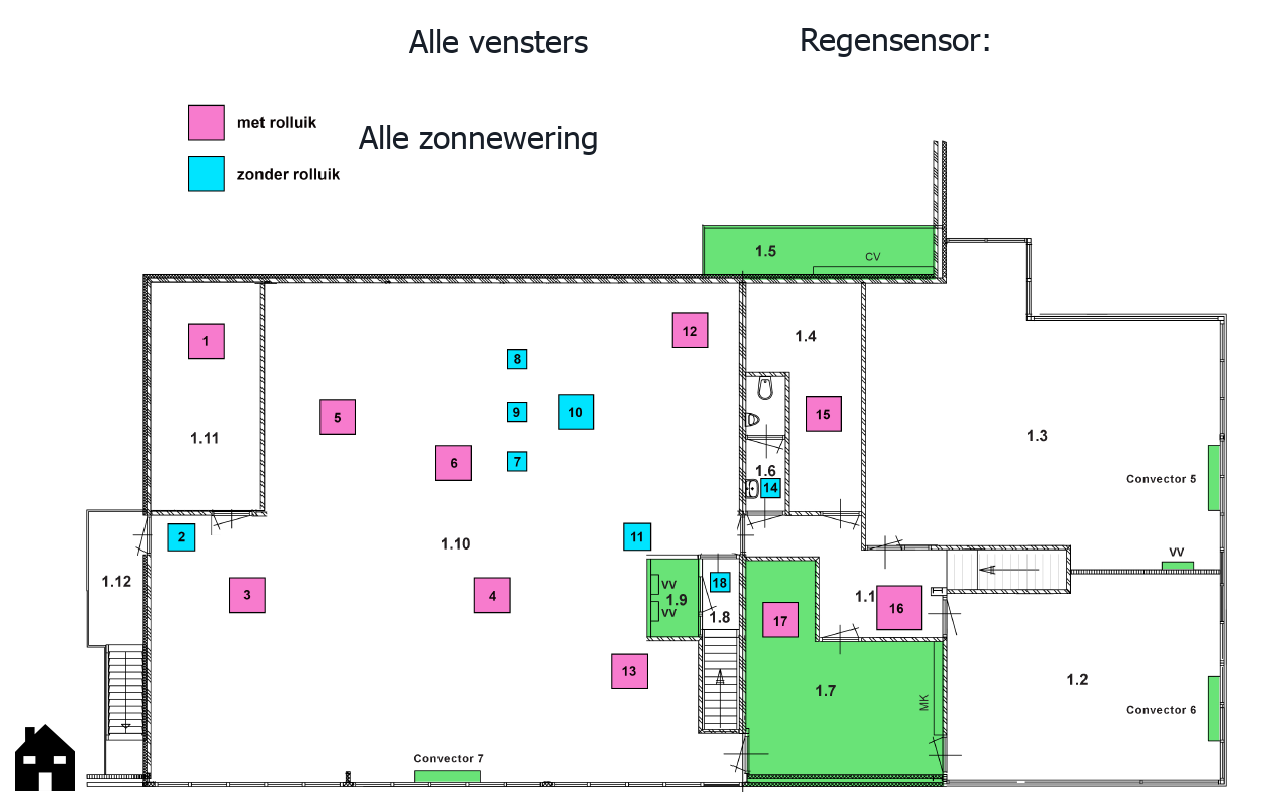 Alle vensters
Regensensor:
met rolluik
Alle zonnewering
zonder rolluik
1.5
CV
1
12
1.4
8
5
9
10
15
1.11
1.3
6
7
1.6
14
Convector 5
2
11
1.10
VV
1.12
18
3
4
VV
1.9
VV
1.8
17
1.1
16
13
1.7
1.2
MK
Convector 6
Convector 7